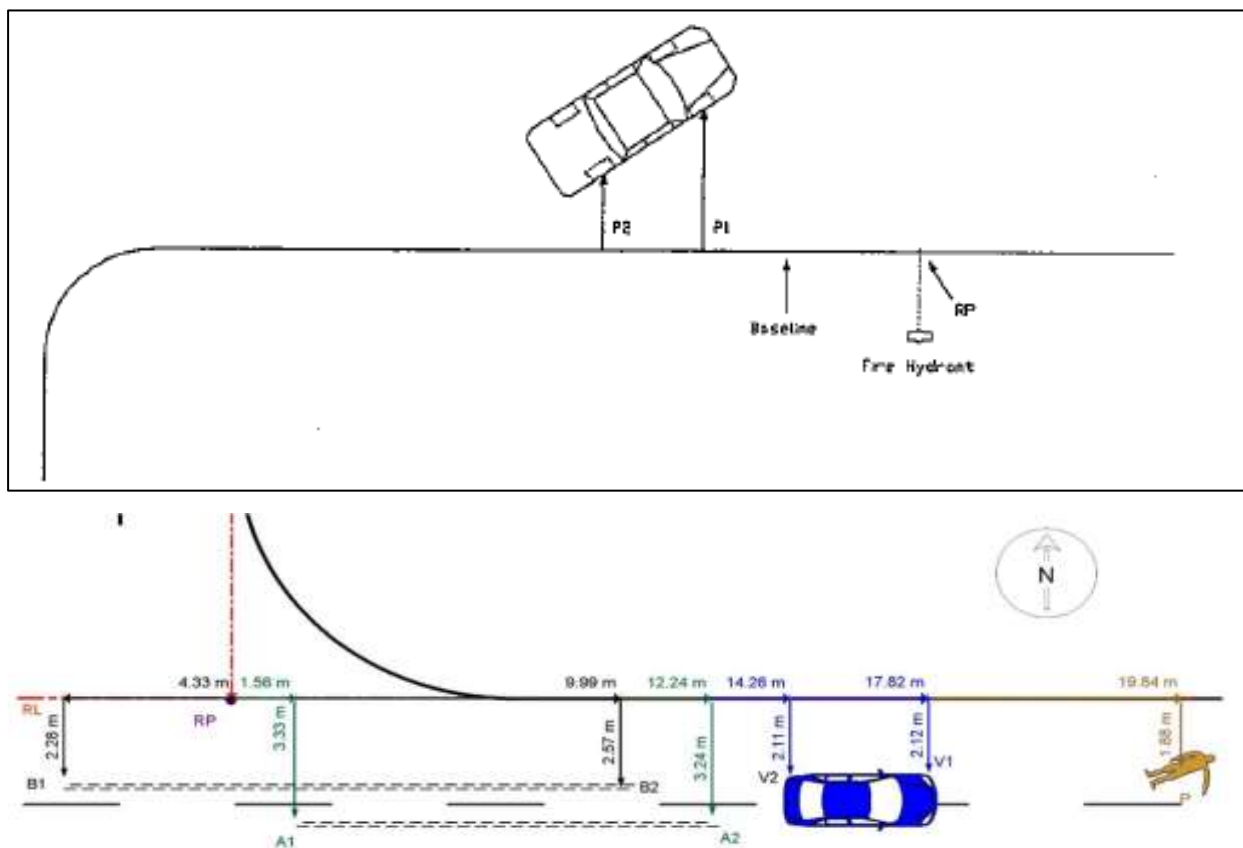 P2 P1
Baseline
RP
Fire Hydrant
N
4.33 m 1.56 m 9.99 m 12.24 m 14.26 m 17.82 m 19.84 m
RL RP
2.28 m 3.33 m 2.57 m 3.24 m 2.11 m 2.12 m 1.88 m
B1 B2 V2 V1 P
A1 A2